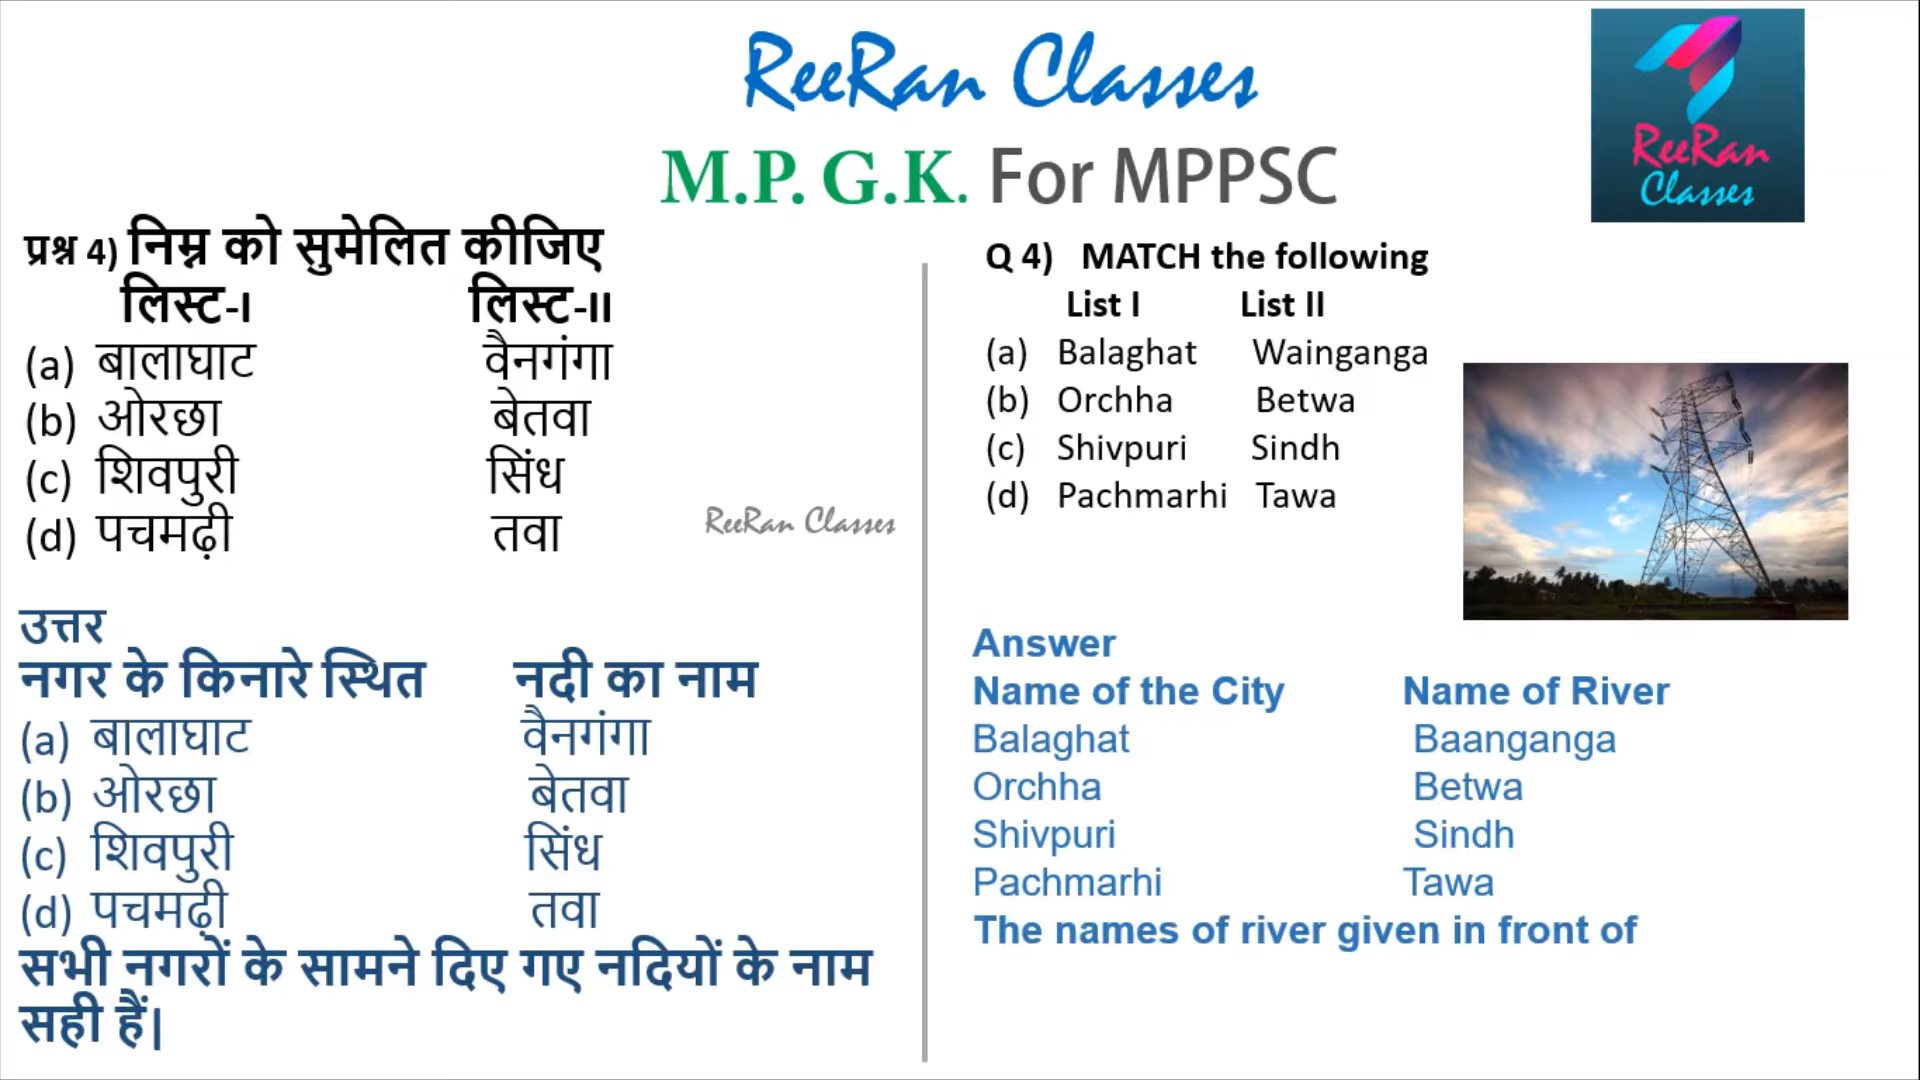 ReeRan Classes
M.P. G.K. For MPPSC
ReeRan
Classes
प्रश्न 4) निम्न को सुमेलित कीजिए
लिस्ट-I लिस्ट-II
(a) बालाघाट वैनगंगा
(b) ओरछा बेतवा
(c) शिवपुरी सिंध
(d) पचमढ़ी तवा
ReeRan Classes
उत्तर
नगर के किनारे स्थित नदी का नाम
(a) बालाघाट वैनगंगा
(b) ओरछा बेतवा
(c) शिवपुरी सिंध
(d) पचमढ़ी तवा
सभी नगरों के सामने दिए गए नदियों के नाम
सही हैं|
Q 4) MATCH the following
List I List II
(a) Balaghat Wainganga
(b) Orchha Betwa
(c) Shivpuri Sindh
(d) Pachmarhi Tawa
Answer
Name of the City Name of River
Balaghat Baanganga
Orchha Betwa
Shivpuri Sindh
Pachmarhi Tawa
The names of river given in front of